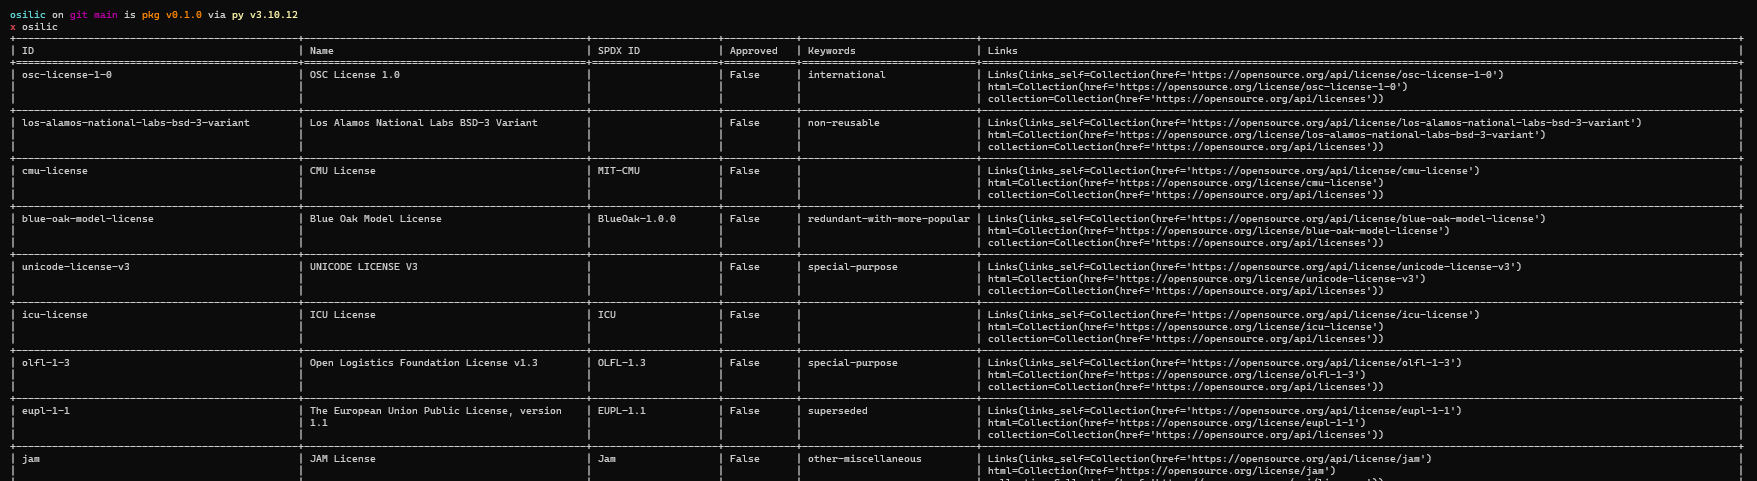 osilic on git main is pkg v0.1.0 via py v3.10.12
x osilic
ID | Name | SPDX ID | Approved | Keywords | Links
osc-license-1-0 | OSC License 1.0 | | False | international | Links(links_self=Collection(href='https://opensource.org/api/license/osc-license-1-0')
html=Collection(href='https://opensource.org/license/osc-license-1-0')
collection=Collection(href='https://opensource.org/api/licenses'))
los-alamos-national-labs-bsd-3-variant | Los Alamos National Labs BSD-3 Variant | | False | non-reusable | Links(links_self=Collection(href='https://opensource.org/api/license/los-alamos-national-labs-bsd-3-variant')
html=Collection(href='https://opensource.org/license/los-alamos-national-labs-bsd-3-variant')
collection=Collection(href='https://opensource.org/api/licenses'))
cmu-license | CMU License | MIT-CMU | False | | Links(links_self=Collection(href='https://opensource.org/api/license/cmu-license')
html=Collection(href='https://opensource.org/license/cmu-license')
collection=Collection(href='https://opensource.org/api/licenses'))
blue-oak-model-license | Blue Oak Model License | BlueOak-1.0.0 | False | redundant-with-more-popular | Links(links_self=Collection(href='https://opensource.org/api/license/blue-oak-model-license')
html=Collection(href='https://opensource.org/license/blue-oak-model-license')
collection=Collection(href='https://opensource.org/api/licenses'))
unicode-license-v3 | UNICODE LICENSE V3 | | False | special-purpose | Links(links_self=Collection(href='https://opensource.org/api/license/unicode-license-v3')
html=Collection(href='https://opensource.org/license/unicode-license-v3')
collection=Collection(href='https://opensource.org/api/licenses'))
icu-license | ICU License | ICU | False | | Links(links_self=Collection(href='https://opensource.org/api/license/icu-license')
html=Collection(href='https://opensource.org/license/icu-license')
collection=Collection(href='https://opensource.org/api/licenses'))
olfl-1-3 | Open Logistics Foundation License v1.3 | OLFL-1.3 | False | special-purpose | Links(links_self=Collection(href='https://opensource.org/api/license/olfl-1-3')
html=Collection(href='https://opensource.org/license/olfl-1-3')
collection=Collection(href='https://opensource.org/api/licenses'))
eupl-1-1 | The European Union Public License, version | EUPL-1.1 | False | superseded | Links(links_self=Collection(href='https://opensource.org/api/license/eupl-1-1')
1.1 | html=Collection(href='https://opensource.org/license/eupl-1-1')
collection=Collection(href='https://opensource.org/api/licenses'))
jam | JAM License | Jam | False | other-miscellaneous | Links(links_self=Collection(href='https://opensource.org/api/license/jam')
html=Collection(href='https://opensource.org/license/jam')